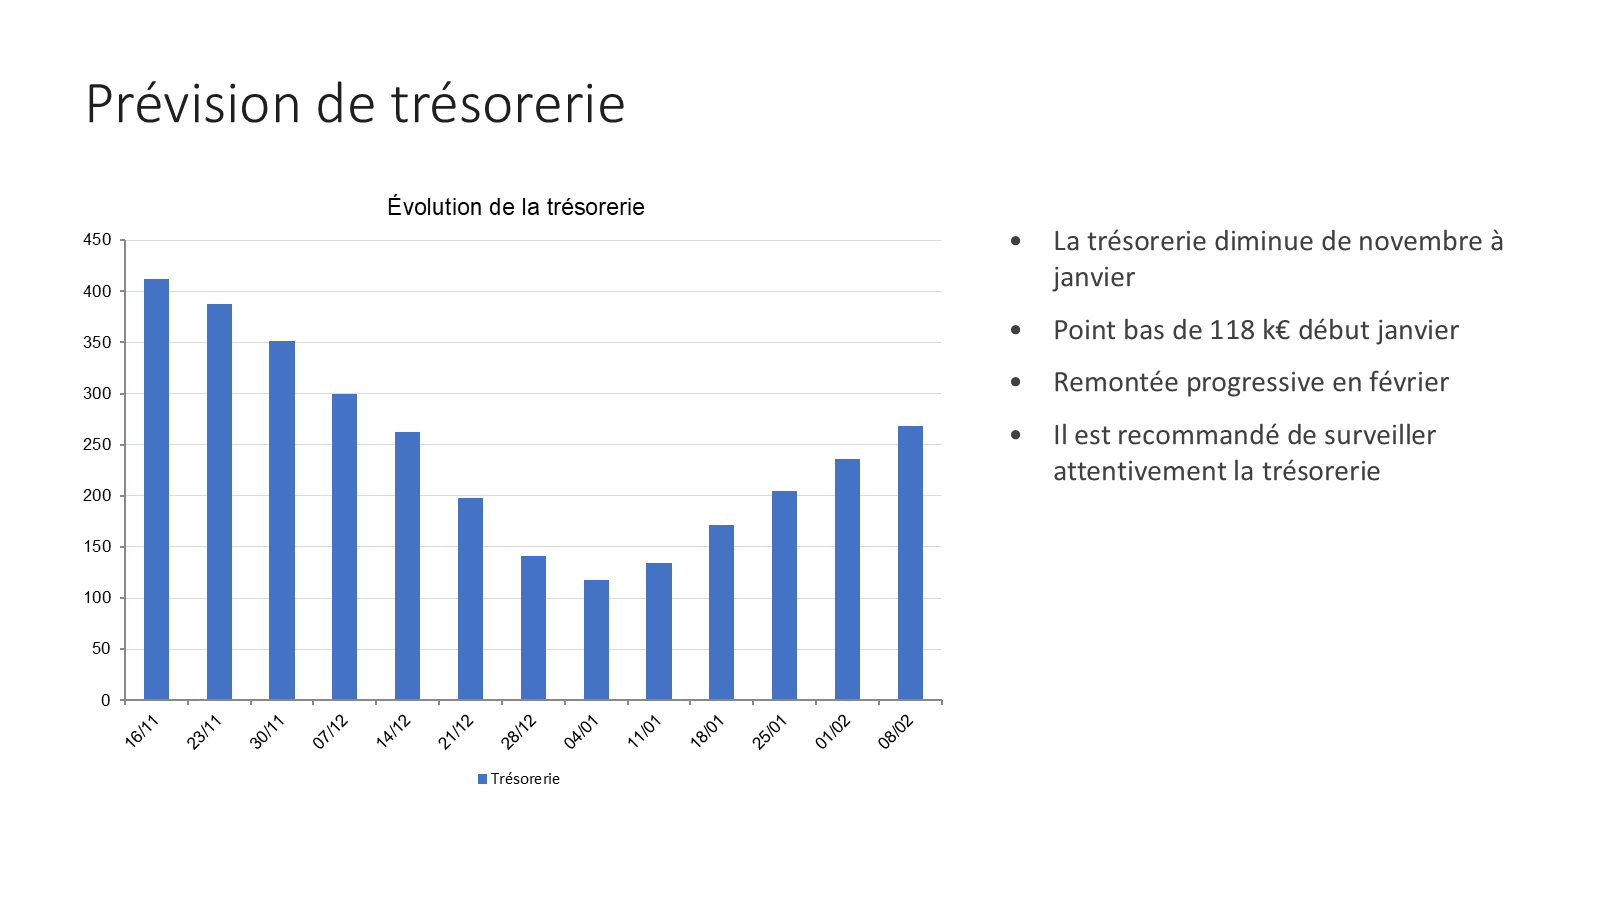 Prévision de trésorerie
Évolution de la trésorerie
450
400
350
300
250
200
150
100
50
0
16/11
23/11
30/11
07/12
14/12
21/12
28/12
04/01
11/01
18/01
25/01
01/02
08/02
Trésorerie
• La trésorerie diminue de novembre à
janvier
• Point bas de 118 k€ début janvier
• Remontée progressive en février
• Il est recommandé de surveiller
attentivement la trésorerie